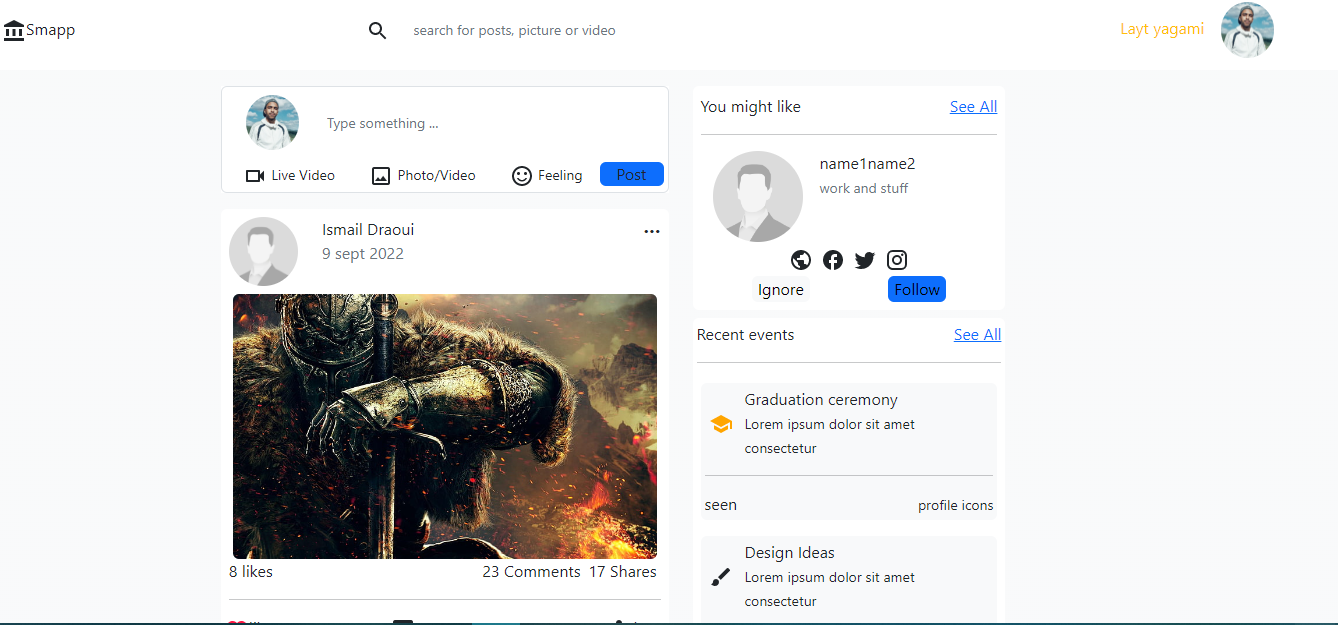 Smapp
search for posts, picture or video
Layt yagami
Type something ...
Live Video
Photo/Video
Feeling
Post
Ismail Draoui
9 sept 2022
8 likes
23 Comments 17 Shares
You might like
See All
name1name2
work and stuff
Ignore
Follow
Recent events
See All
Graduation ceremony
Lorem ipsum dolor sit amet
consectetur
seen
profile icons
Design Ideas
Lorem ipsum dolor sit amet
consectetur